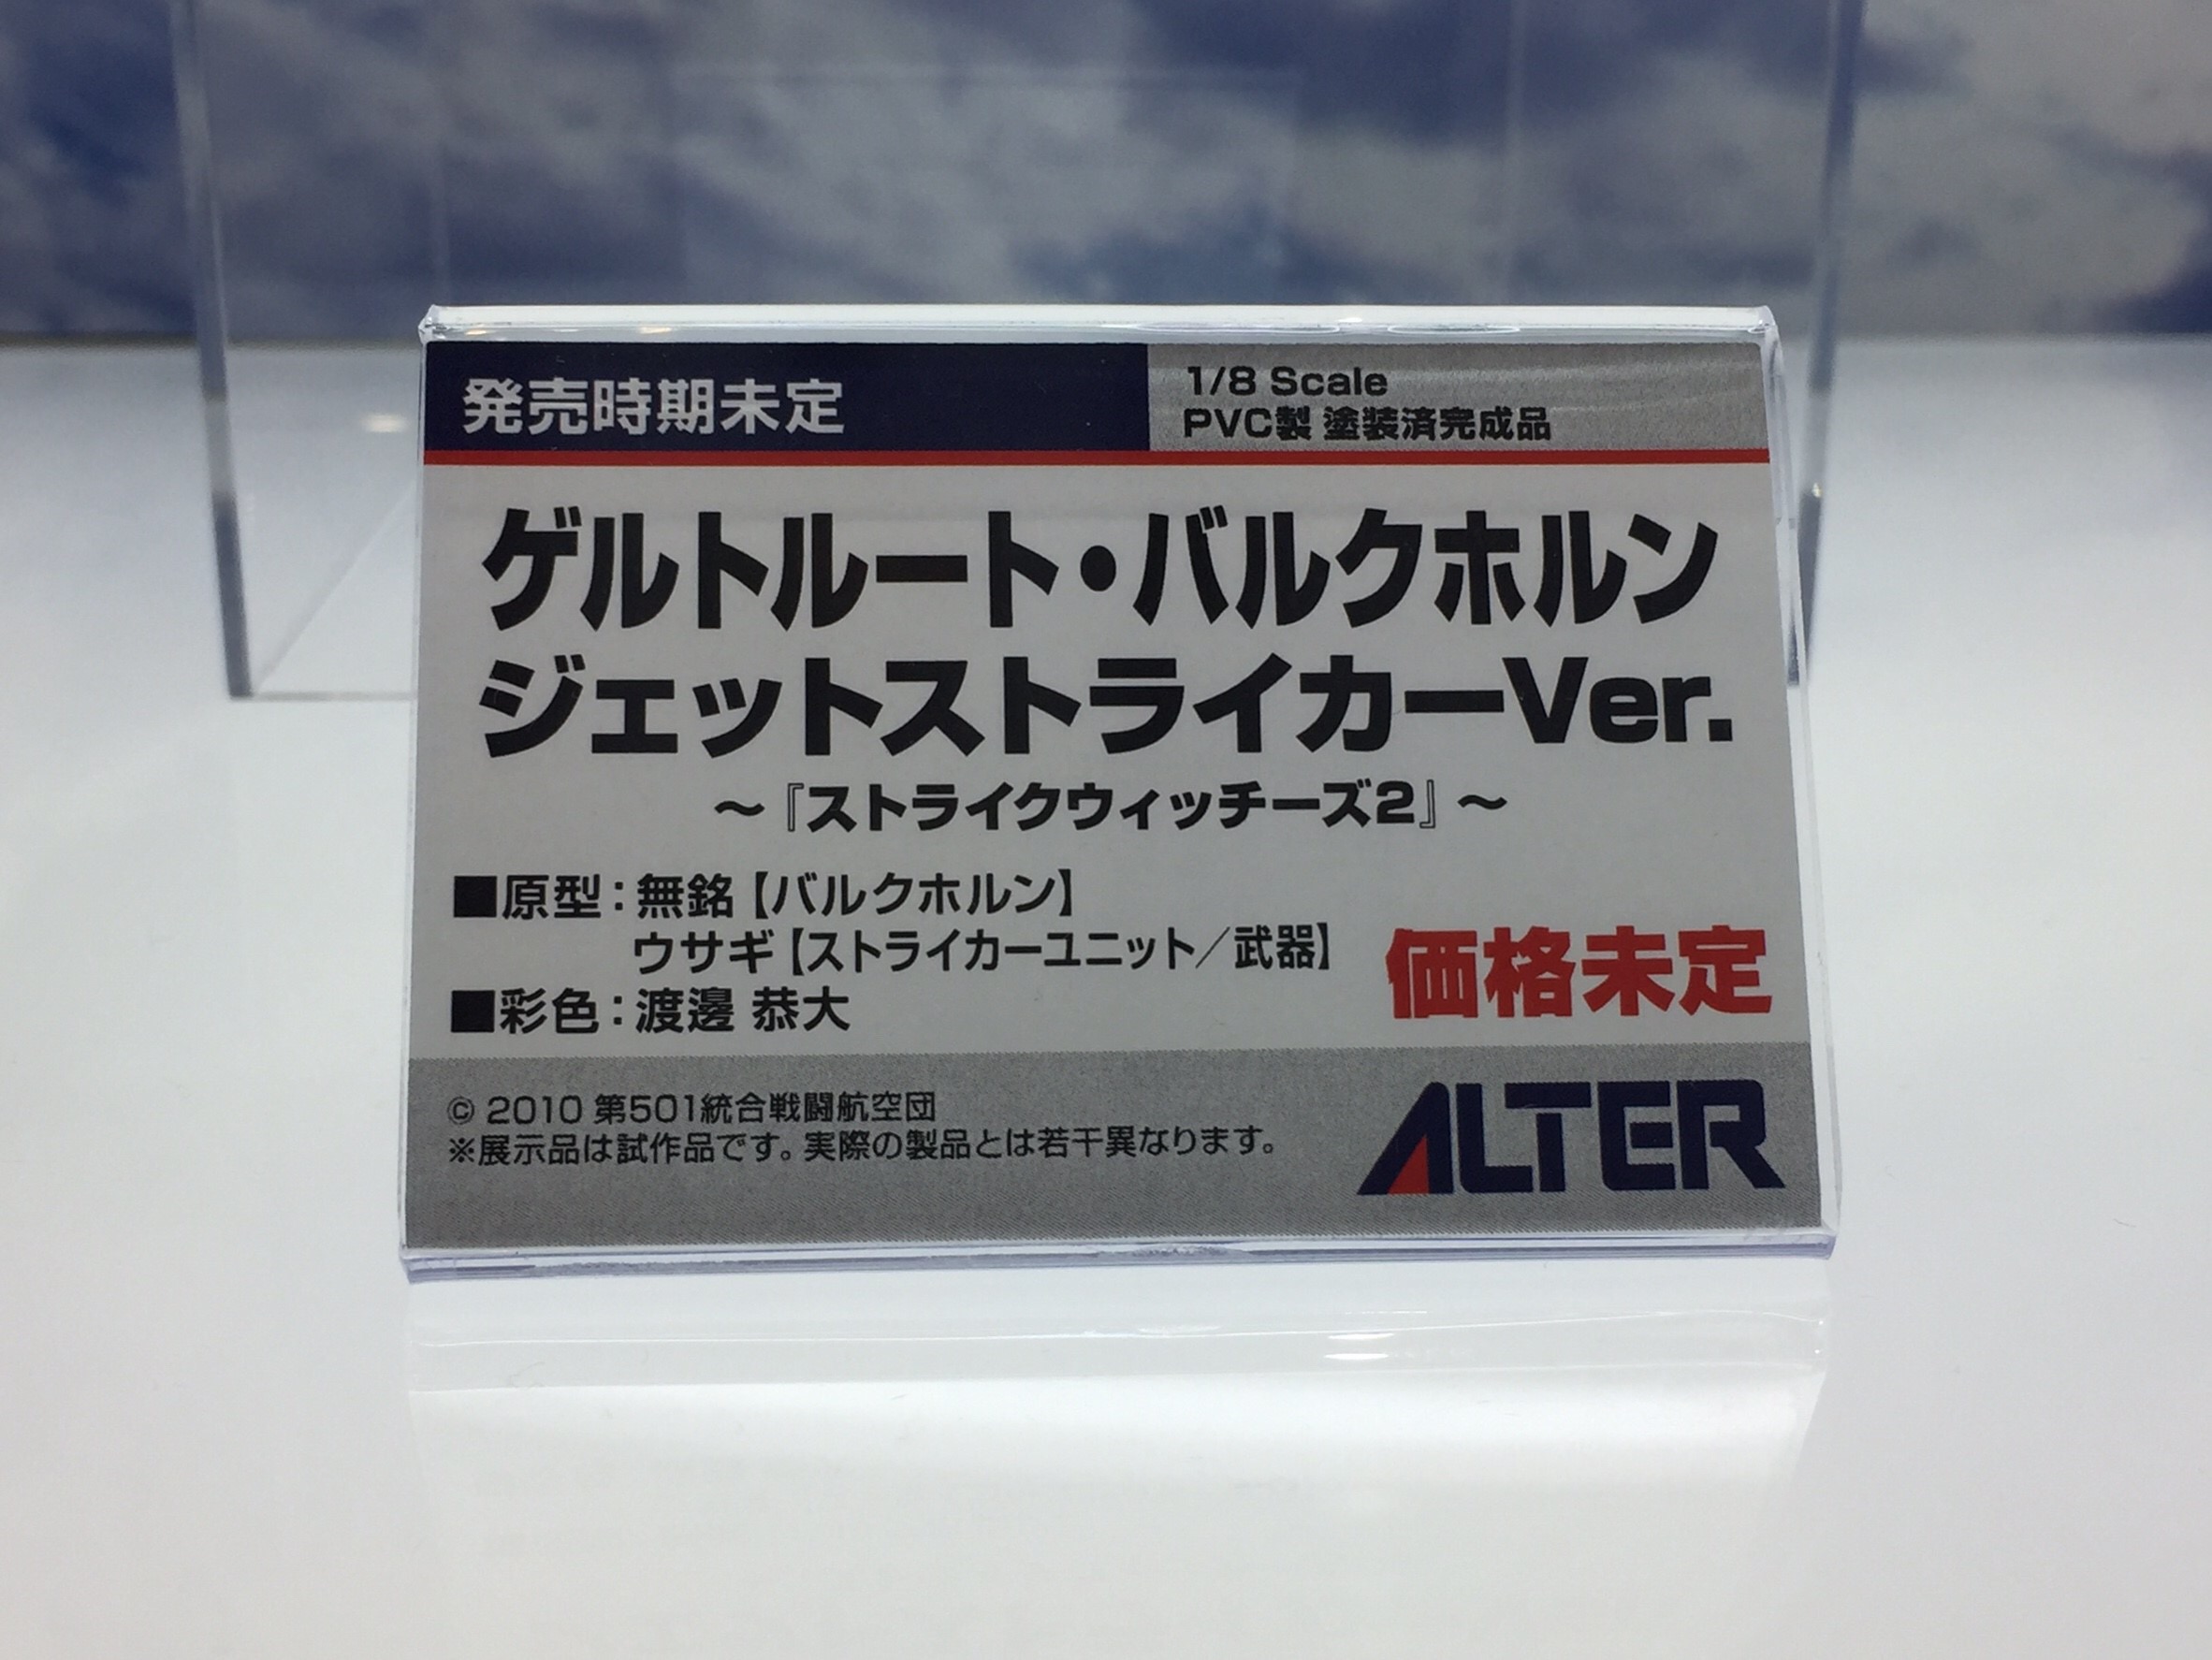 発売時期未定
1/8 Scale
PVC製 塗装済完成品
ゲルトルート・バルクホルン
ジェットストライカーVer.
～『ストライクウィッチーズ2』～
■原型：無銘【バルクホルン】
ウサギ【ストライカーユニット／武器】
■彩色：渡邊 恭大
価格未定
© 2010 第501統合戦闘航空団
※展示品は試作品です。実際の製品とは若干異なります。
ALTER